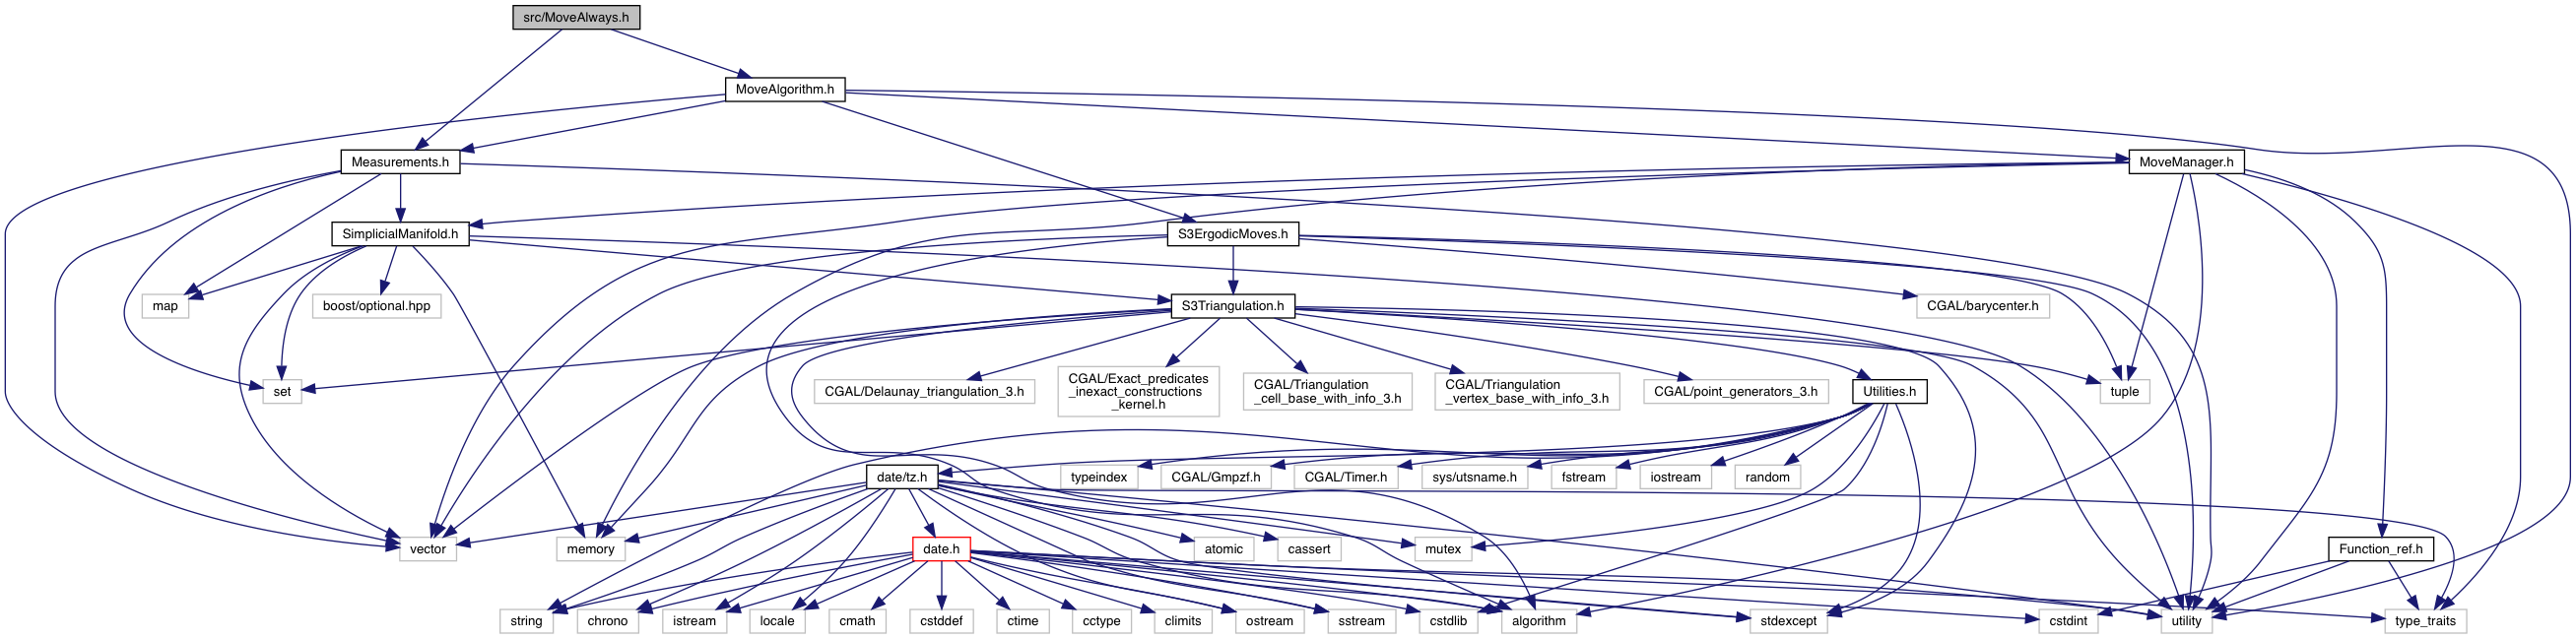 src/MoveAlways.h
MoveAlgorithm.h
Measurements.h
MoveManager.h
SimplicialManifold.h
S3ErgodicMoves.h
map
boost/optional.hpp
S3Triangulation.h
CGAL/barycenter.h
set
CGAL/Delaunay_triangulation_3.h
CGAL/Exact_predicates
_inexact_constructions
_kernel.h
CGAL/Triangulation
_cell_base_with_info_3.h
CGAL/Triangulation
_vertex_base_with_info_3.h
CGAL/point_generators_3.h
Utilities.h
tuple
date/tz.h
typeindex
CGAL/Gmpzf.h
CGAL/Timer.h
sys/utsname.h
fstream
iostream
random
vector
memory
date.h
atomic
cassert
mutex
Function_ref.h
string
chrono
istream
locale
cmath
cstddef
ctime
cctype
climits
ostream
sstream
cstdlib
algorithm
stdexcept
cstdint
utility
type_traits